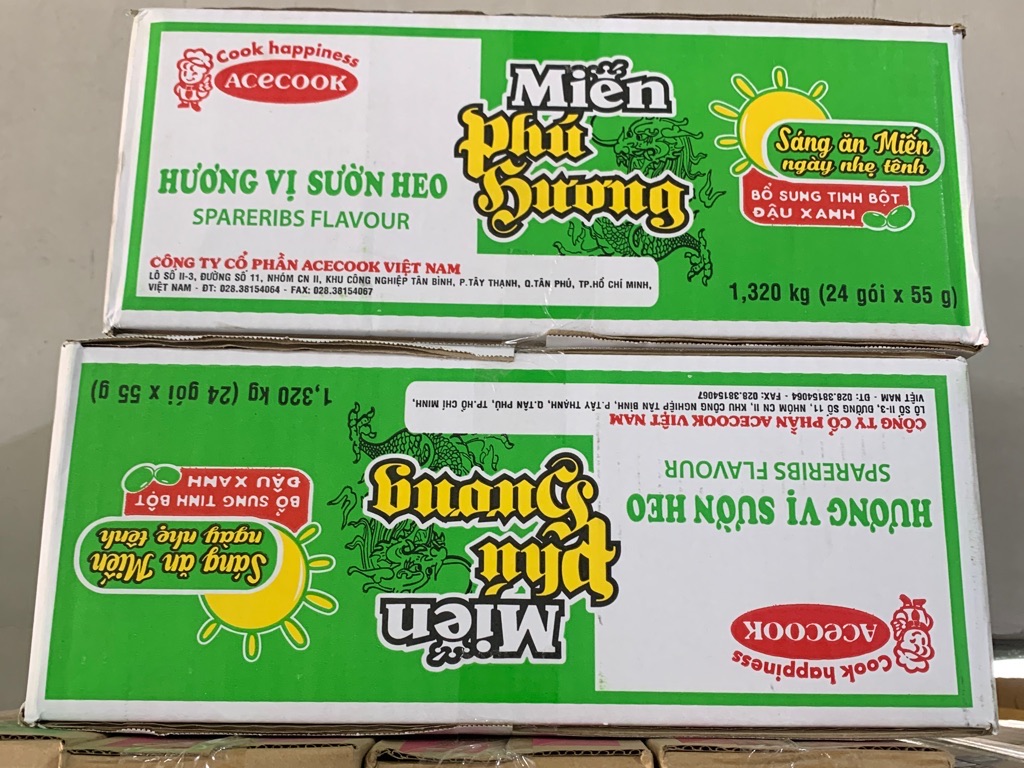 Cook happiness
ACECOOK
HƯƠNG VỊ SƯỜN HEO
SPARERIBS FLAVOUR
Miến
Phú
Hương
Sáng ăn Miến
ngày nhẹ tênh
BỔ SUNG TINH BỘT
ĐẬU XANH
CÔNG TY CỔ PHẦN ACECOOK VIỆT NAM
LÔ SỐ II-3, ĐƯỜNG SỐ 11, NHÓM CN II, KHU CÔNG NGHIỆP TÂN BÌNH, P.TÂY THẠNH, Q.TÂN PHÚ, TP.HỒ CHÍ MINH,
VIỆT NAM - ĐT: 028.38154064 - FAX: 028.38154067
1,320 kg (24 gói x 55 g)
Cook happiness
ACECOOK
HƯƠNG VỊ SƯỜN HEO
SPARERIBS FLAVOUR
Miến
Phú
Hương
Sáng ăn Miến
ngày nhẹ tênh
BỔ SUNG TINH BỘT
ĐẬU XANH
CÔNG TY CỔ PHẦN ACECOOK VIỆT NAM
LÔ SỐ II-3, ĐƯỜNG SỐ 11, NHÓM CN II, KHU CÔNG NGHIỆP TÂN BÌNH, P.TÂY THẠNH, Q.TÂN PHÚ, TP.HỒ CHÍ MINH,
VIỆT NAM - ĐT: 028.38154064 - FAX: 028.38154067
1,320 kg (24 gói x 55 g)